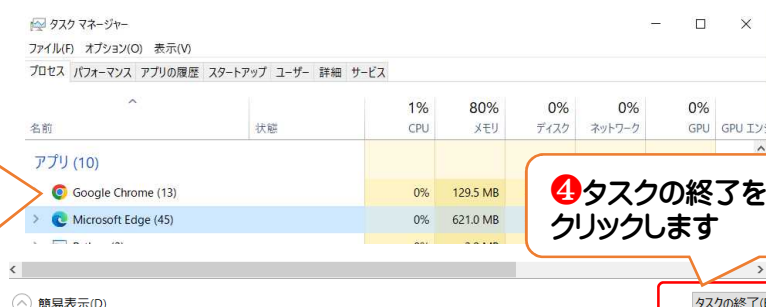 タスク マネージャー
ファイル(F) オプション(O) 表示(V)
プロセス パフォーマンス アプリの履歴 スタートアップ ユーザー 詳細 サービス
1% 80% 0% 0% 0%
名前 状態 CPU メモリ ディスク ネットワーク GPU GPU エン
アプリ (10)
Google Chrome (13) 0% 129.5 MB
Microsoft Edge (45) 0% 621.0 MB
❹タスクの終了を
クリックします
簡易表示(D) タスクの終了(